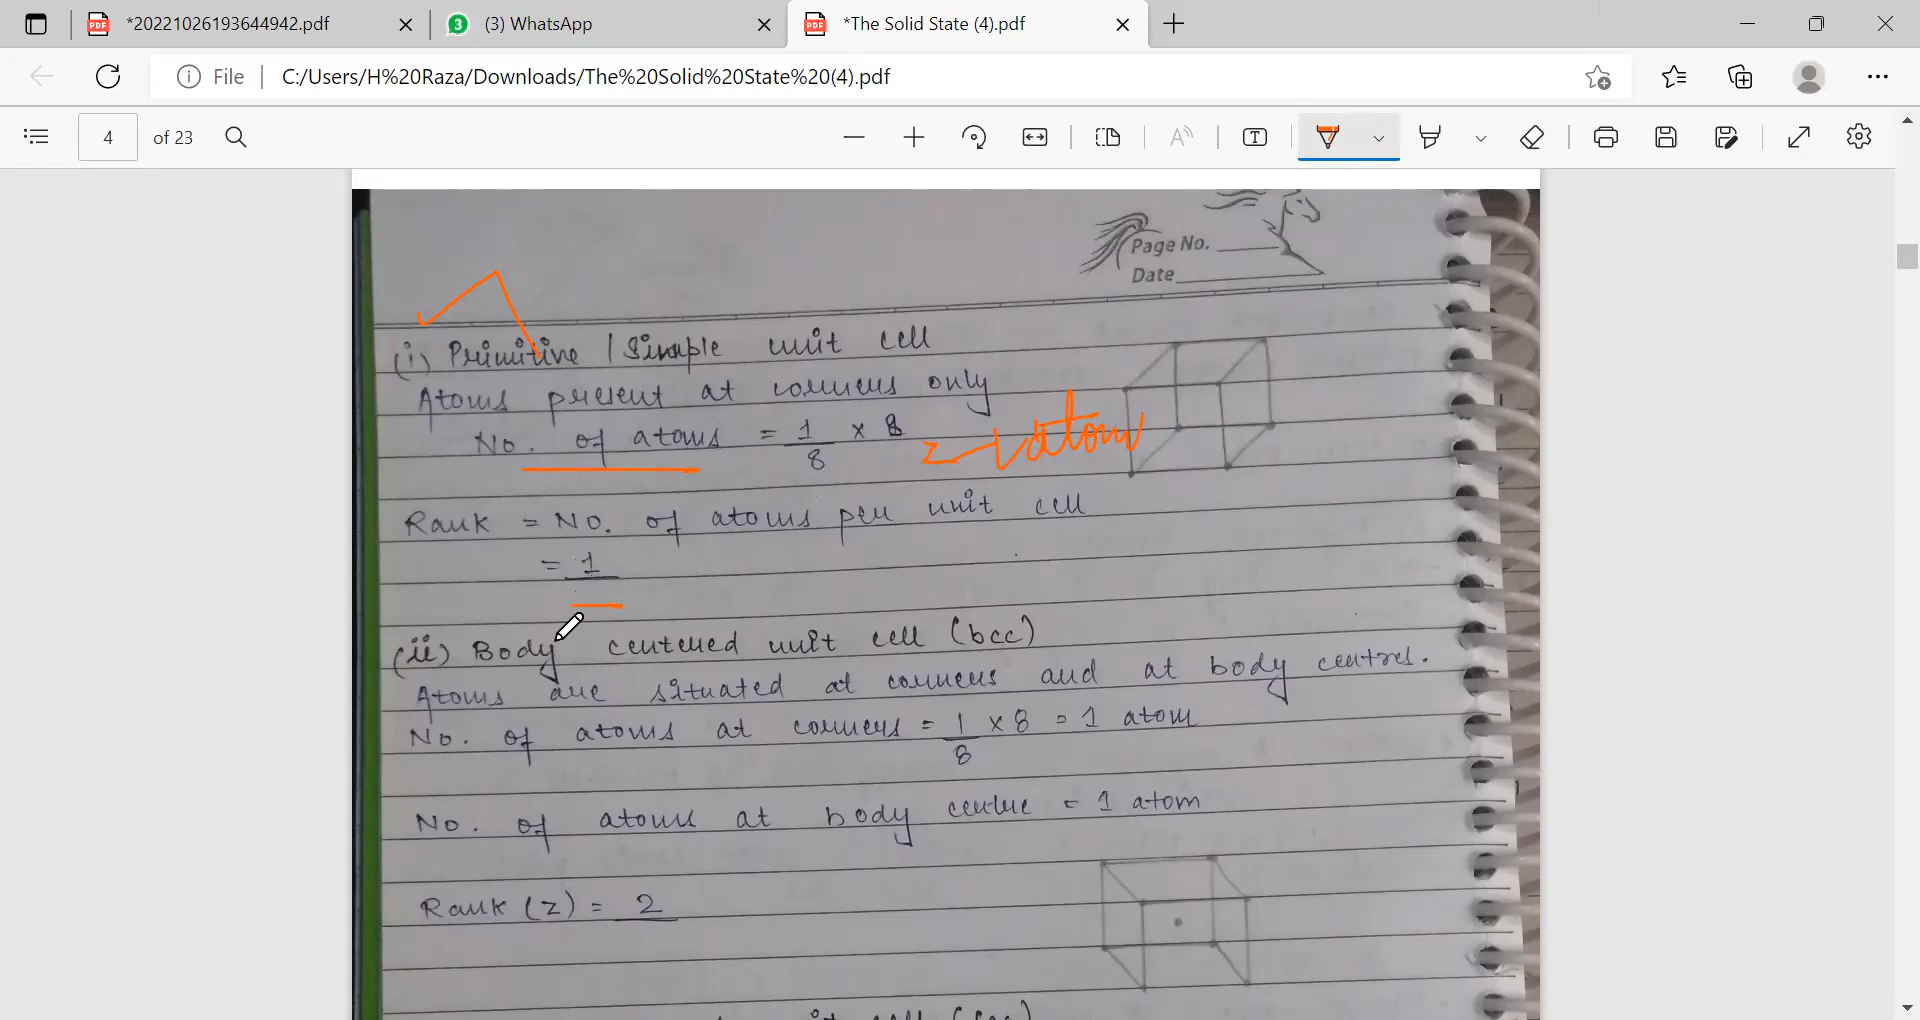 *20221026193644942.pdf
(3) WhatsApp
*The Solid State (4).pdf
File
C:/Users/H%20Raza/Downloads/The%20Solid%20State%20(4).pdf
4 of 23
Page No.
Date
(i) Primitive / Simple unit cell
Atoms present at corners only
No. of atoms = 1/8 x 8 = 1 atom
Rank = No. of atoms per unit cell
= 1
(ii) Body centered unit cell (bcc)
Atoms are situated at corners and at body centres.
No. of atoms at corners = 1/8 x 8 = 1 atom
No. of atoms at body centre = 1 atom
Rank (z) = 2